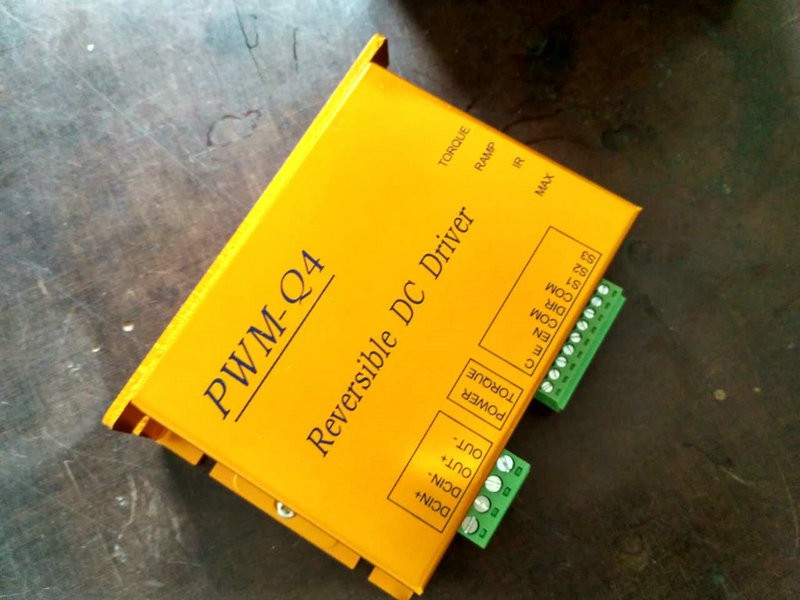 PWM-Q4
Reversible DC Driver
TORQUE
RAMP
IR
MAX
S3
S2
S1
COM
DIR
COM
EN
E
C
POWER
TORQUE
OUT-
OUT+
DCIN-
DCIN+